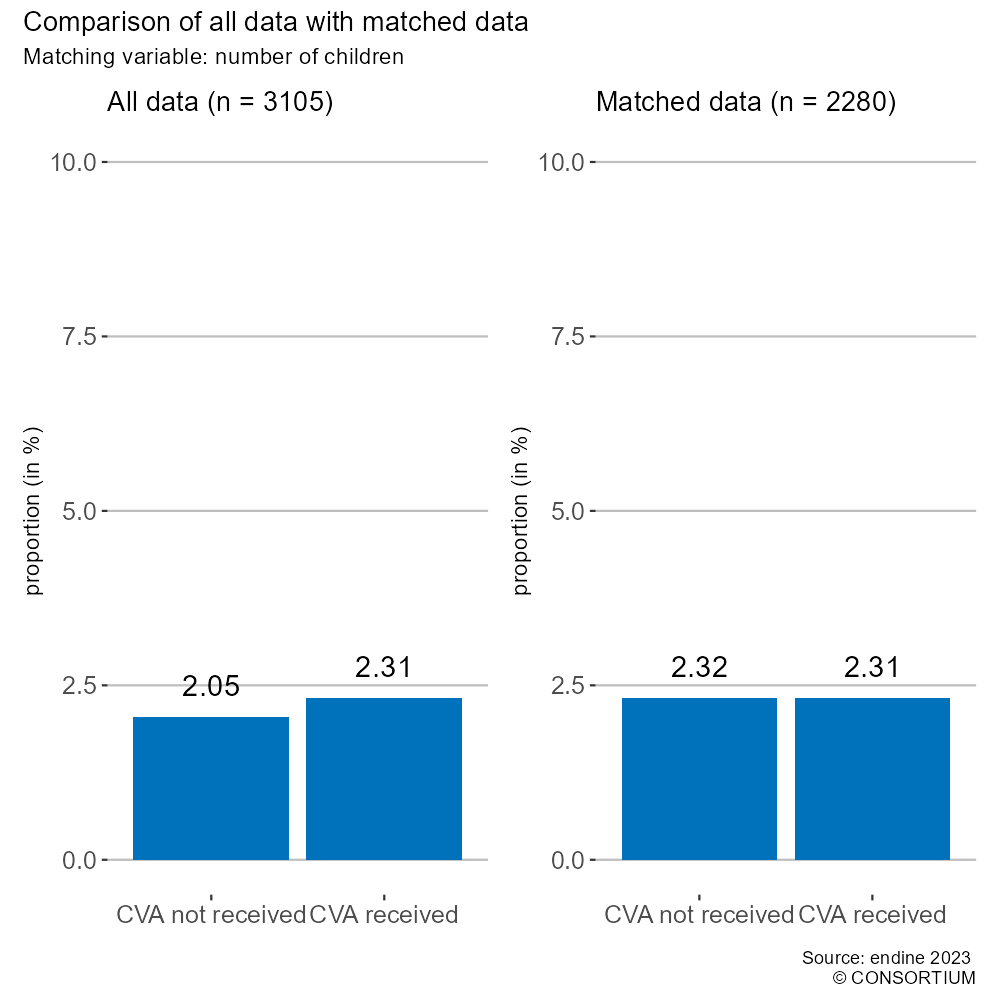 Comparison of all data with matched data
Matching variable: number of children
All data (n = 3105)
10.0
7.5
5.0
2.5
0.0
proportion (in %)
2.05
2.31
CVA not received
CVA received
Matched data (n = 2280)
10.0
7.5
5.0
2.5
0.0
proportion (in %)
2.32
2.31
CVA not received
CVA received
Source: endine 2023
© CONSORTIUM